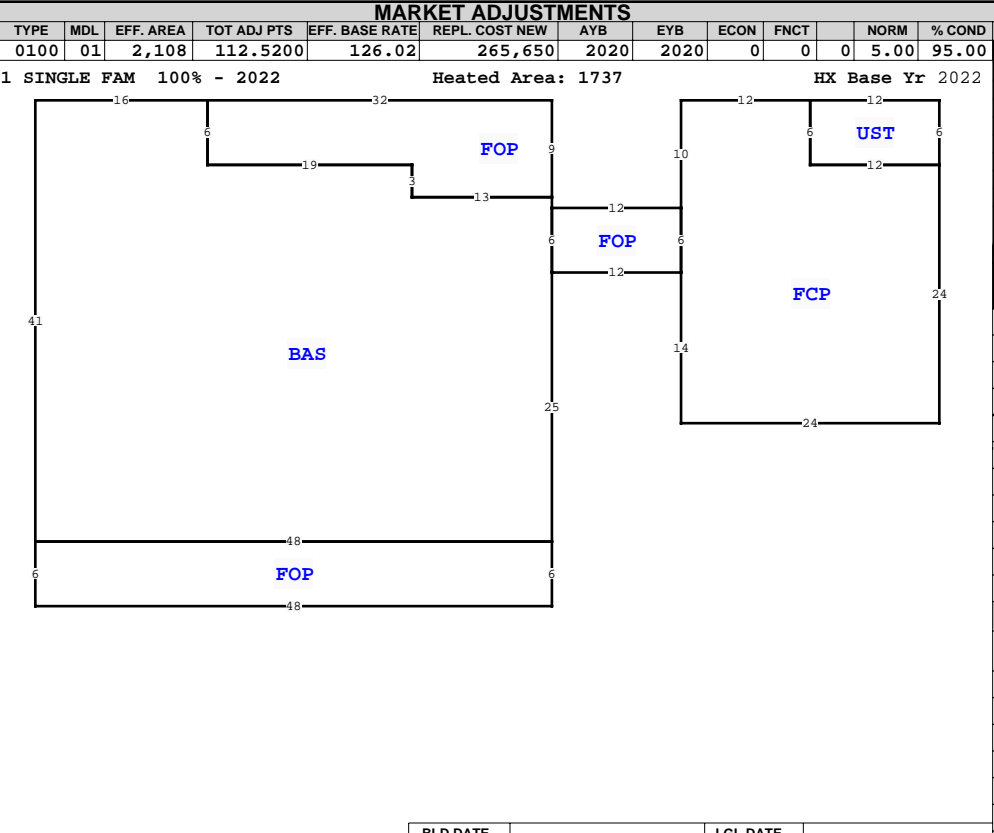 MARKET ADJUSTMENTS
TYPE MDL EFF. AREA TOT ADJ PTS EFF. BASE RATE REPL. COST NEW AYB EYB ECON FNCT NORM % COND
0100 01 2,108 112.5200 126.02 265,650 2020 2020 0 0 0 5.00 95.00
1 SINGLE FAM 100% - 2022 Heated Area: 1737 HX Base Yr 2022
16 32 12 12
6 FOP 9 10 6 UST 6
19 12
3 13
12
6 FOP 6
12
FCP 24
41 14
BAS
25 24
48
6 FOP 6
48
BLD DATE LGL DATE